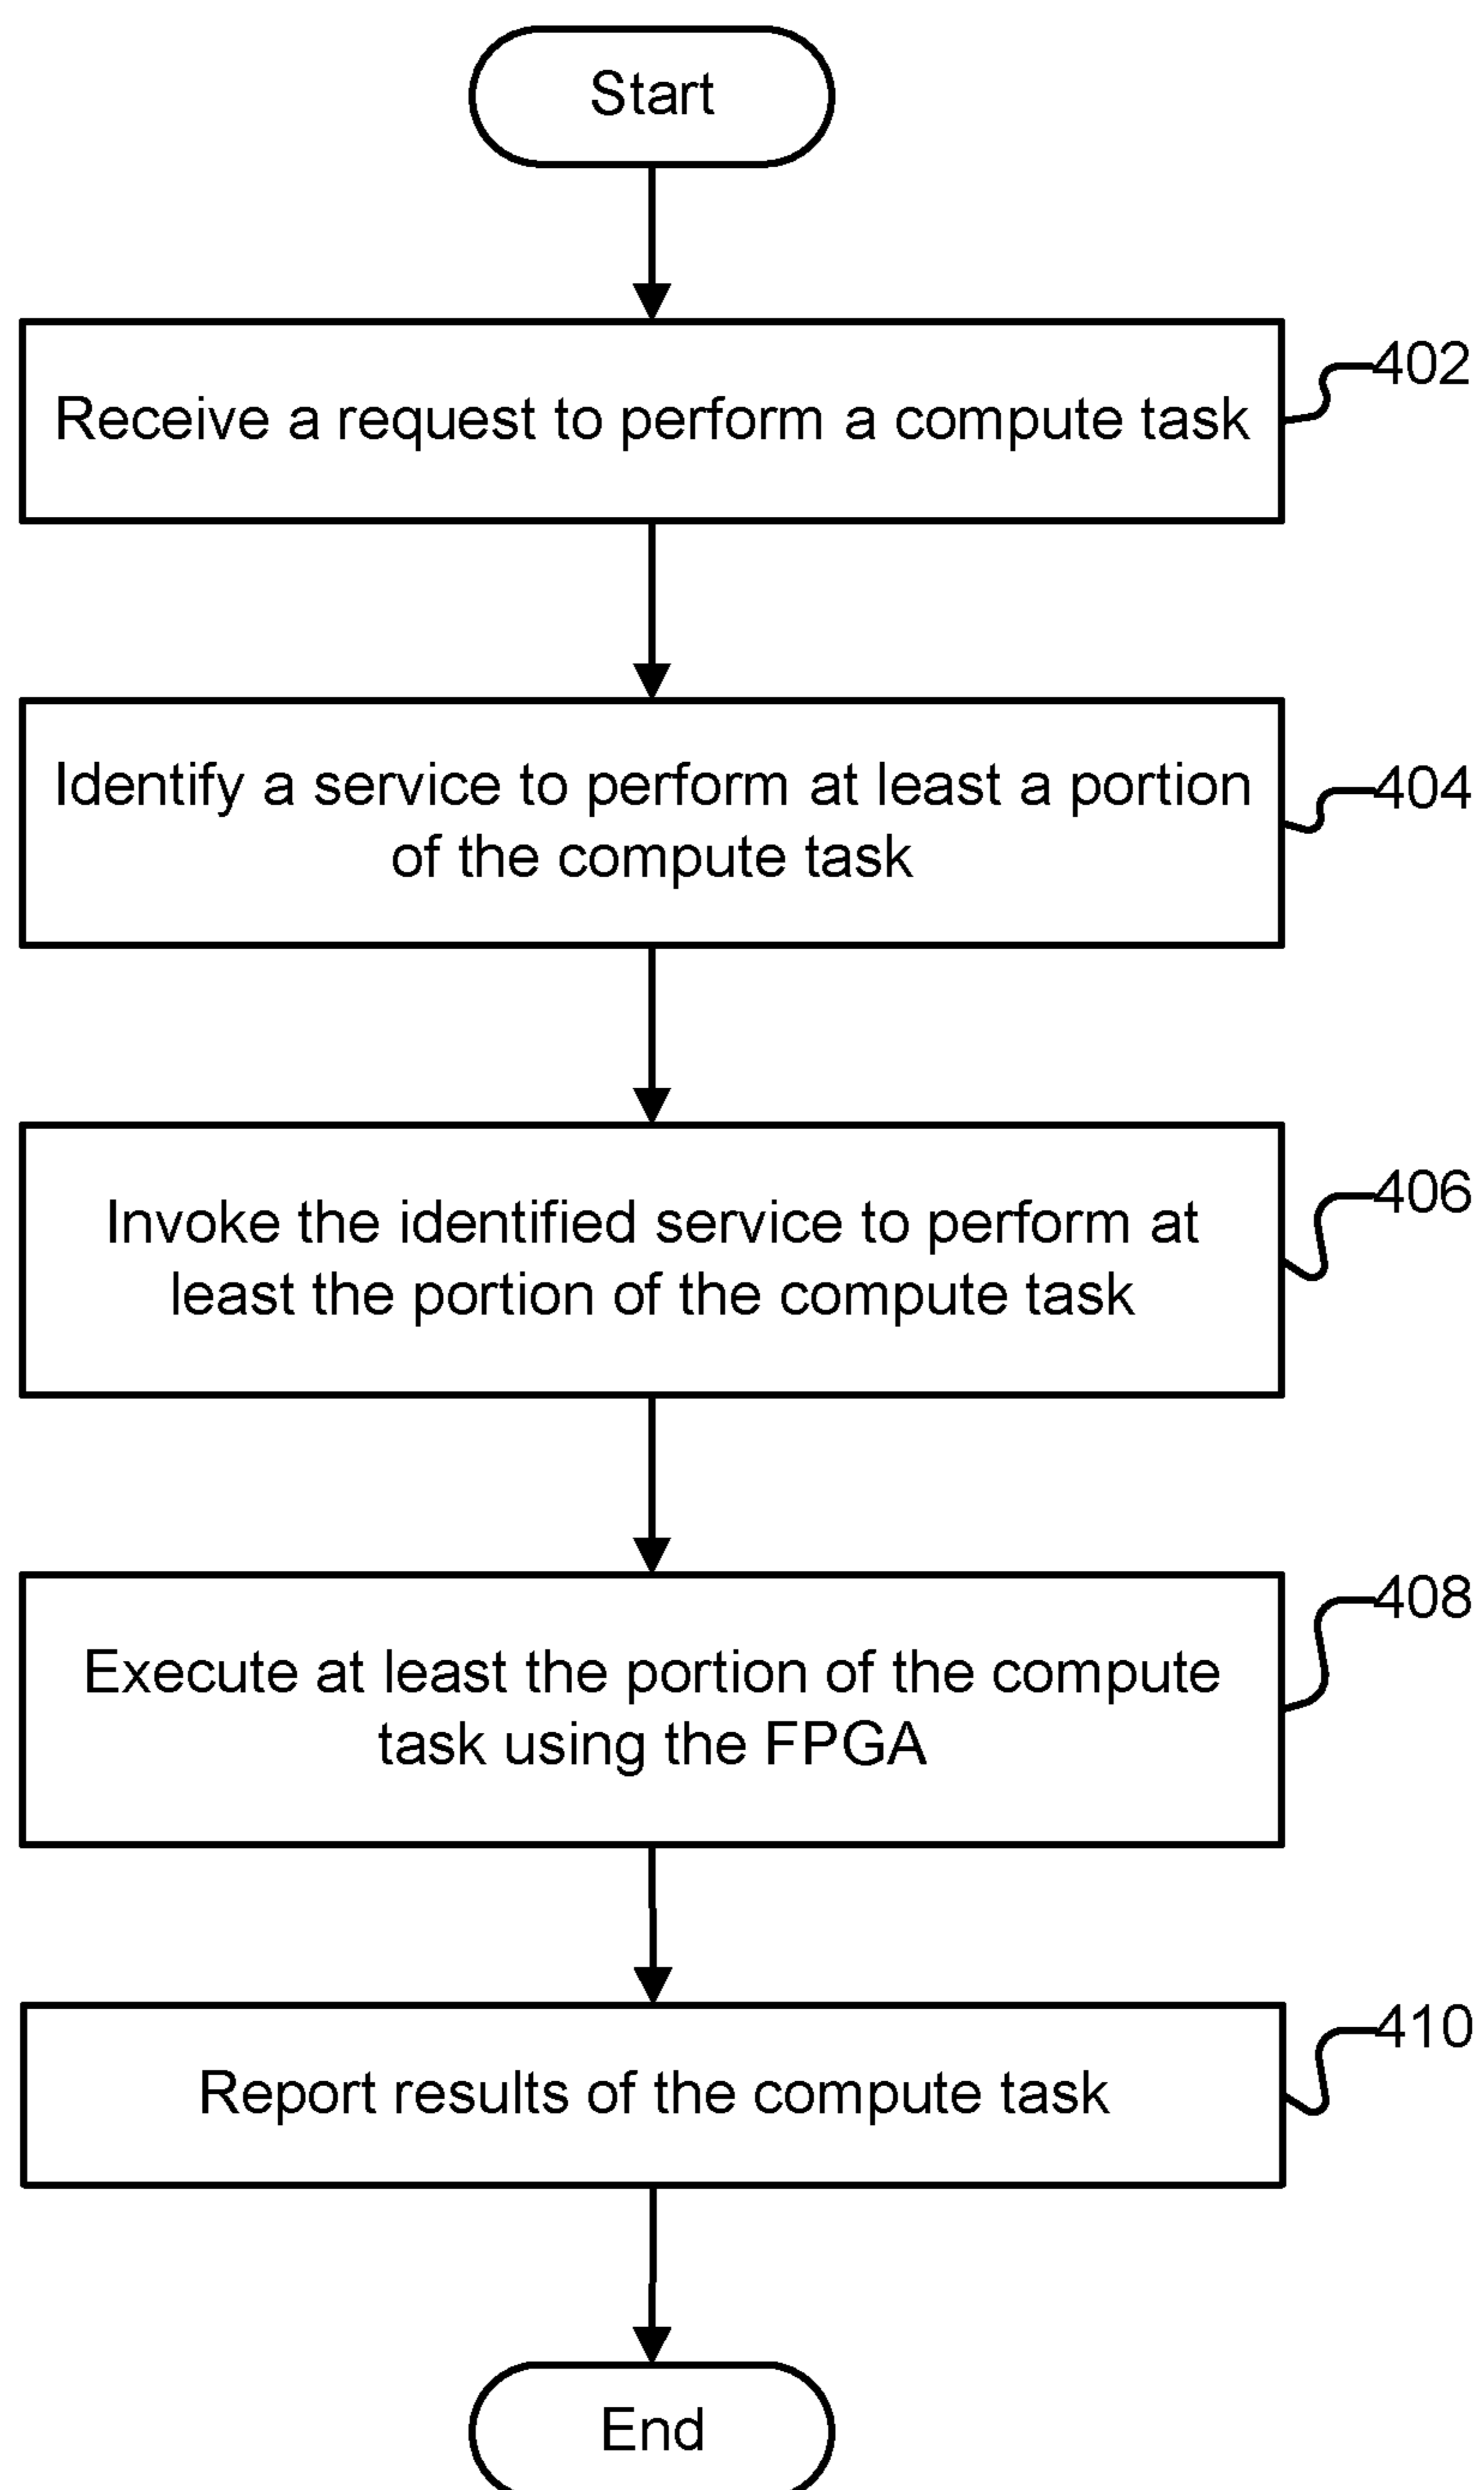 Start
Receive a request to perform a compute task
402
Identify a service to perform at least a portion
of the compute task
404
Invoke the identified service to perform at
least the portion of the compute task
406
Execute at least the portion of the compute
task using the FPGA
408
Report results of the compute task
410
End